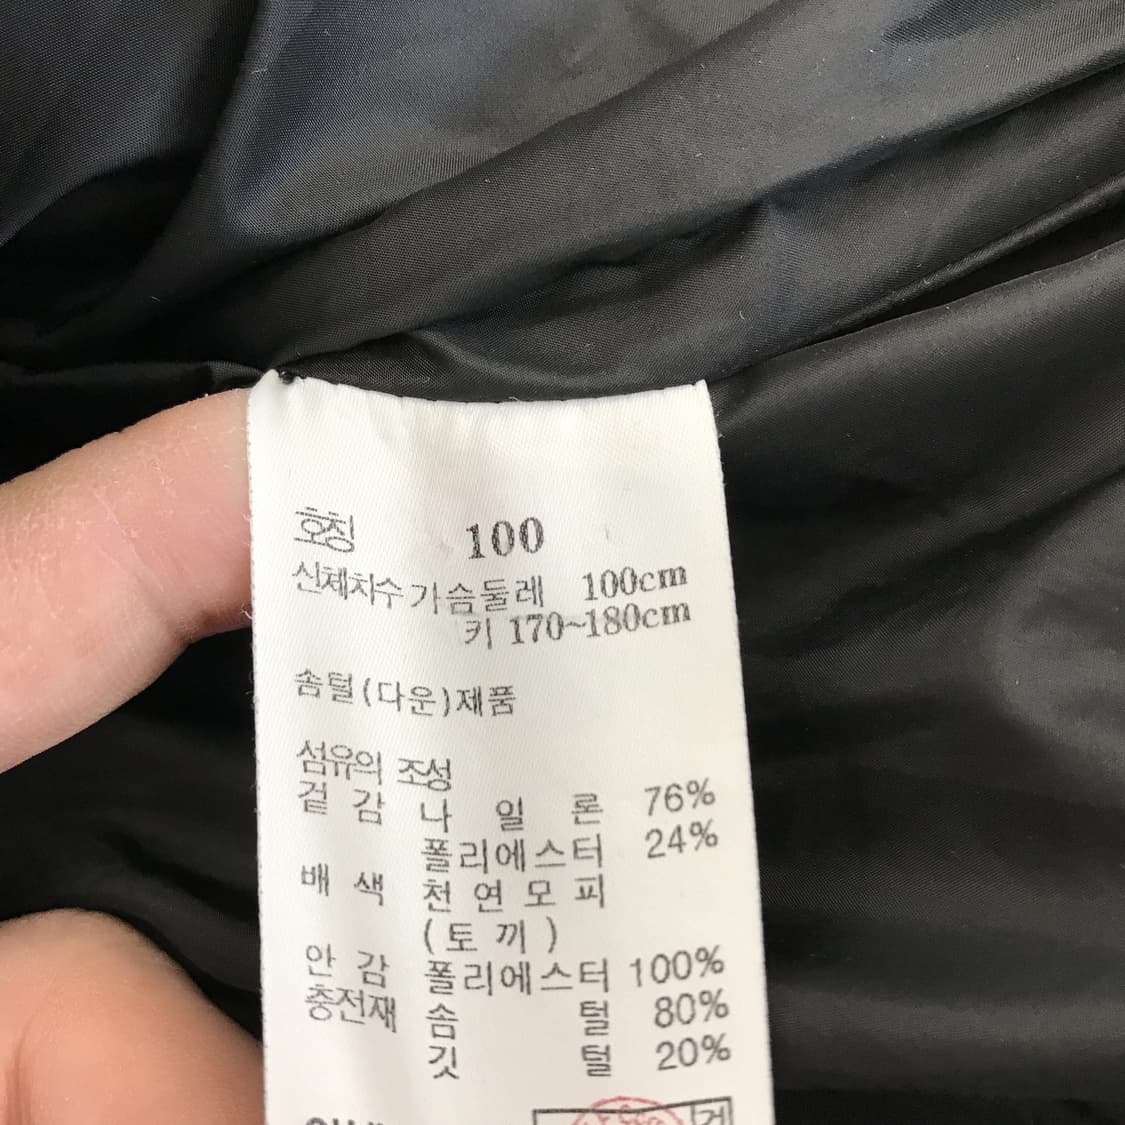 호칭 100
신체치수 가슴둘레 100cm
키 170~180cm
솜털(다운)제품
섬유의 조성
겉 감 나 일 론 76%
폴리에스터 24%
배 색 천 연 모 피
(토 끼)
안 감 폴리에스터 100%
충전재 솜 털 80%
깃 털 20%